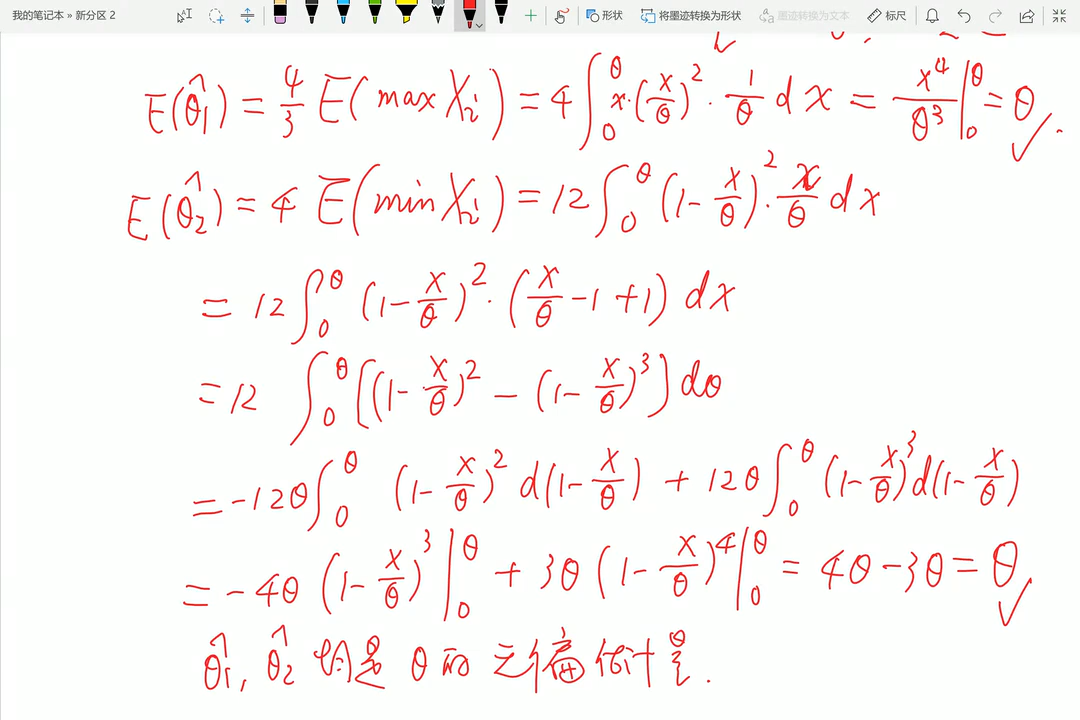 我的笔记本 » 新分区 2
形状 将墨迹转换为形状 墨迹转换为文本 标尺
E(θ̂₁) = 4/3 E(max Xᵢ) = 4∫₀^θ x·(x/θ)²·1/θ dx = x⁴/θ³ |₀^θ = θ ✓.
E(θ̂₂) = 4 E(min Xᵢ) = 12∫₀^θ (1-x/θ)²·x/θ dx
= 12∫₀^θ (1-x/θ)²·(x/θ-1+1) dx
= 12 ∫₀^θ [(1-x/θ)² - (1-x/θ)³] dθ
= -12θ∫₀^θ (1-x/θ)² d(1-x/θ) + 12θ∫₀^θ (1-x/θ)³ d(1-x/θ)
= -4θ (1-x/θ)³ |₀^θ + 3θ (1-x/θ)⁴ |₀^θ = 4θ-3θ = θ ✓
θ̂₁, θ̂₂ 均是 θ 的无偏估计量.